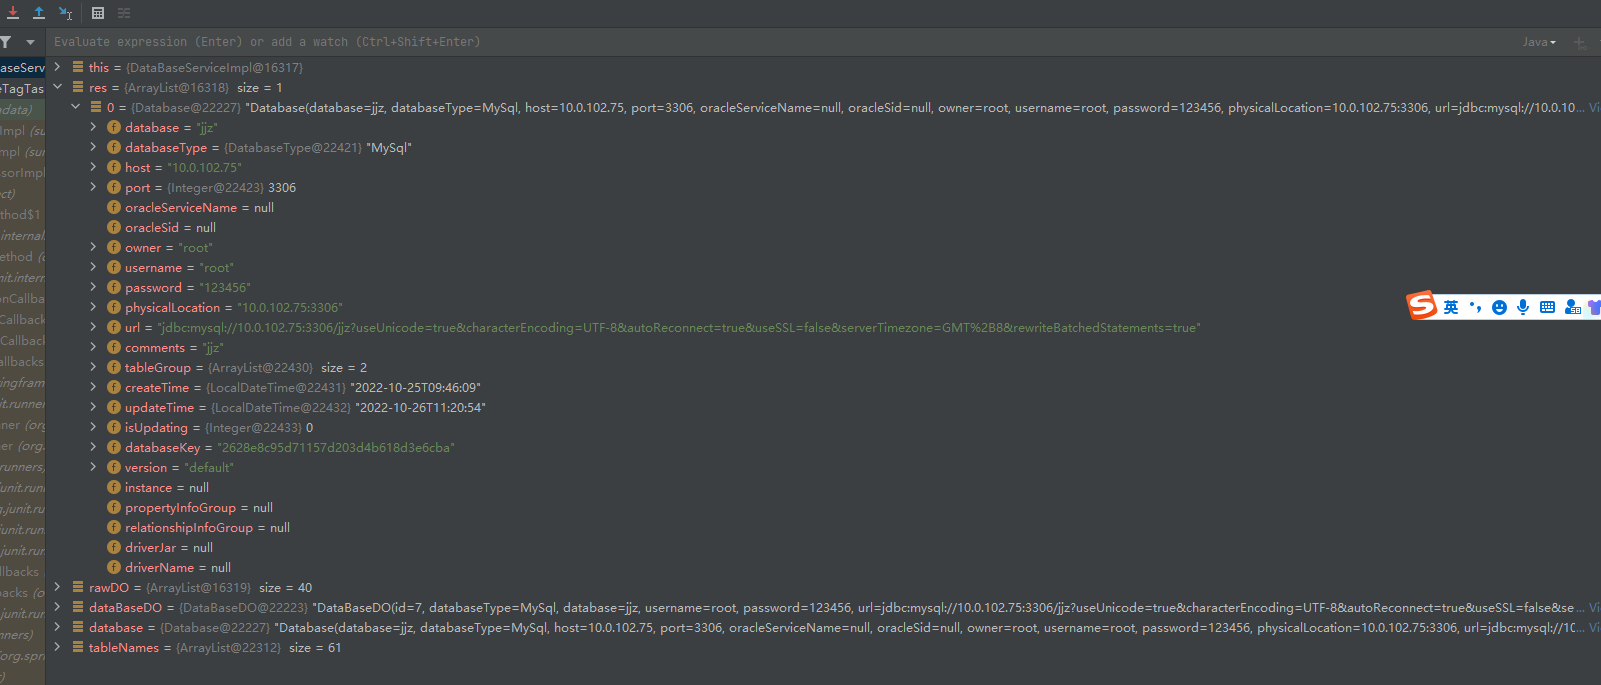 Evaluate expression (Enter) or add a watch (Ctrl+Shift+Enter)
Java
aseServ
this = {DataBaseServiceImpl@16317}
eTagTas
res = {ArrayList@16318} size = 1
adata)
0 = {Database@22227} "Database(database=jjz, databaseType=MySql, host=10.0.102.75, port=3306, oracleServiceName=null, oracleSid=null, owner=root, username=root, password=123456, physicalLocation=10.0.102.75:3306, url=jdbc:mysql://10.0.10... Vi
Impl (su
database = "jjz"
mpl (sun
databaseType = {DatabaseType@22421} "MySql"
ssorImpl
host = "10.0.102.75"
ect)
port = {Integer@22423} 3306
thod$1
oracleServiceName = null
.internal.
oracleSid = null
ethod (o
owner = "root"
nit.intern
username = "root"
onCallba
password = "123456"
Callback
physicalLocation = "10.0.102.75:3306"
英
Callback
url = "jdbc:mysql://10.0.102.75:3306/jjz?useUnicode=true&characterEncoding=UTF-8&autoReconnect=true&useSSL=false&serverTimezone=GMT%2B8&rewriteBatchedStatements=true"
allbacks
comments = "jjz"
tableGroup = {ArrayList@22430} size = 2
ringfram
createTime = {LocalDateTime@22431} "2022-10-25T09:46:09"
it.runner
updateTime = {LocalDateTime@22432} "2022-10-26T11:20:54"
ner (org
isUpdating = {Integer@22433} 0
er (org.
databaseKey = "2628e8c95d71157d203d4b618d3e6cba"
runners)
version = "default"
junit.runi
instance = null
g.junit.ru
propertyInfoGroup = null
junit.run
relationshipInfoGroup = null
.junit.run
driverJar = null
llbacks
driverName = null
backs (o
rawDO = {ArrayList@16319} size = 40
.junit.ru
dataBaseDO = {DataBaseDO@22223} "DataBaseDO(id=7, databaseType=MySql, database=jjz, username=root, password=123456, url=jdbc:mysql://10.0.102.75:3306/jjz?useUnicode=true&characterEncoding=UTF-8&autoReconnect=true&useSSL=false&se... Vi
nners)
database = {Database@22227} "Database(database=jjz, databaseType=MySql, host=10.0.102.75, port=3306, oracleServiceName=null, oracleSid=null, owner=root, username=root, password=123456, physicalLocation=10.0.102.75:3306, url=jdbc:mysql://10... Vi
(org.spri
tableNames = {ArrayList@22312} size = 61